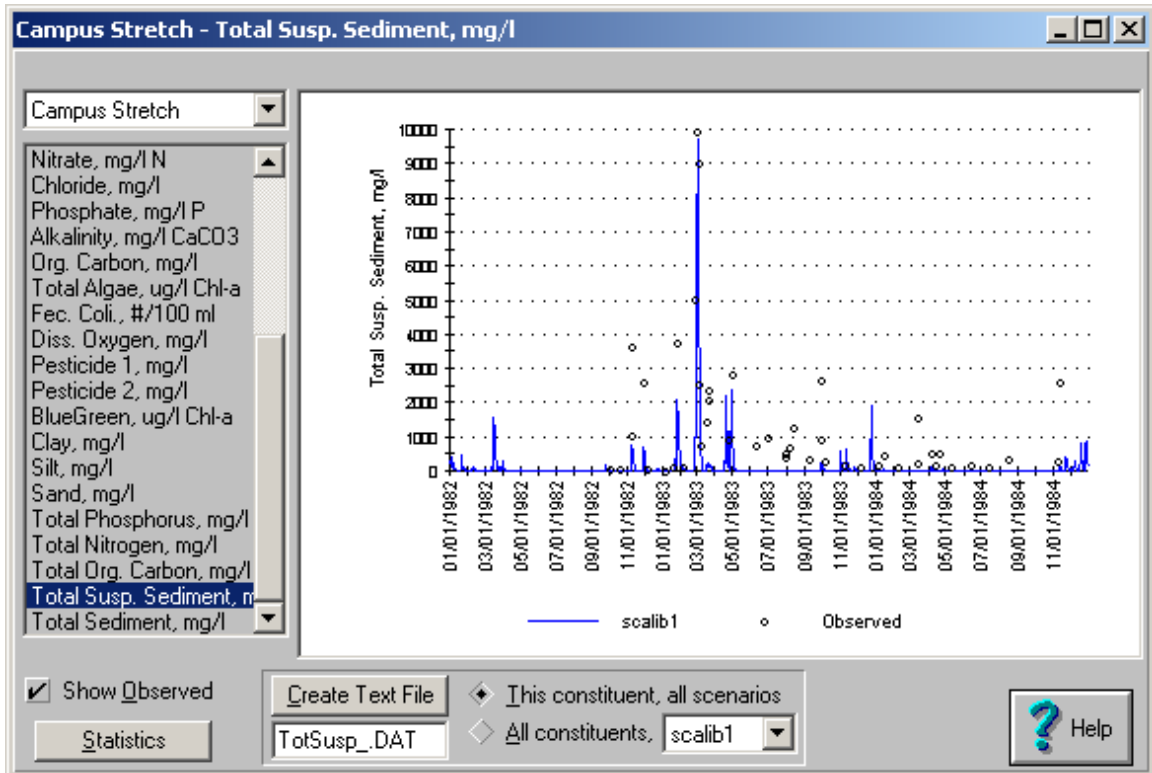 Campus Stretch - Total Susp. Sediment, mg/l
Campus Stretch
Nitrate, mg/l N
Chloride, mg/l
Phosphate, mg/l P
Alkalinity, mg/l CaCO3
Org. Carbon, mg/l
Total Algae, ug/l Chl-a
Fec. Coli., #/100 ml
Diss. Oxygen, mg/l
Pesticide 1, mg/l
Pesticide 2, mg/l
BlueGreen, ug/l Chl-a
Clay, mg/l
Silt, mg/l
Sand, mg/l
Total Phosphorus, mg/l
Total Nitrogen, mg/l
Total Org. Carbon, mg/l
Total Susp. Sediment, m
Total Sediment, mg/l
Total Susp. Sediment, mg/l
10000
9000
8000
7000
6000
5000
4000
3000
2000
1000
0
01/01/1982
03/01/1982
05/01/1982
07/01/1982
09/01/1982
11/01/1982
01/01/1983
03/01/1983
05/01/1983
07/01/1983
09/01/1983
11/01/1983
01/01/1984
03/01/1984
05/01/1984
07/01/1984
09/01/1984
11/01/1984
scalib1
Observed
Show Observed
Statistics
Create Text File
TotSusp_.DAT
This constituent, all scenarios
All constituents,
scalib1
Help